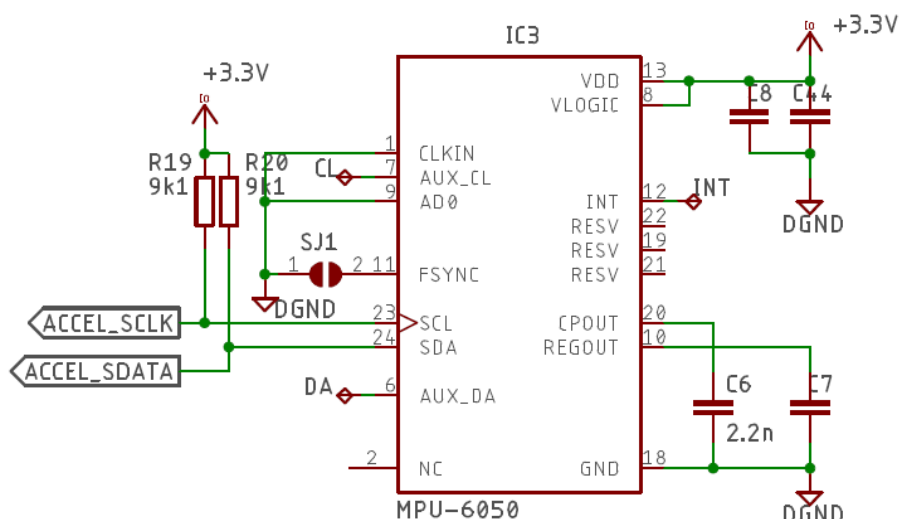 IC3
+3.3V
+3.3V
13
VDD
8
VLOGIC
C8
C44
1
CLKIN
R19
9k1
R20
9k1
CL
7
AUX_CL
9
AD0
12
INT
INT
22
RESV
19
RESV
21
RESV
DGND
SJ1
1
2
11
FSYNC
DGND
ACCEL_SCLK
23
SCL
20
CPOUT
24
SDA
10
REGOUT
ACCEL_SDATA
DA
6
AUX_DA
C6
2.2n
C7
2
NC
18
GND
MPU-6050
DGND